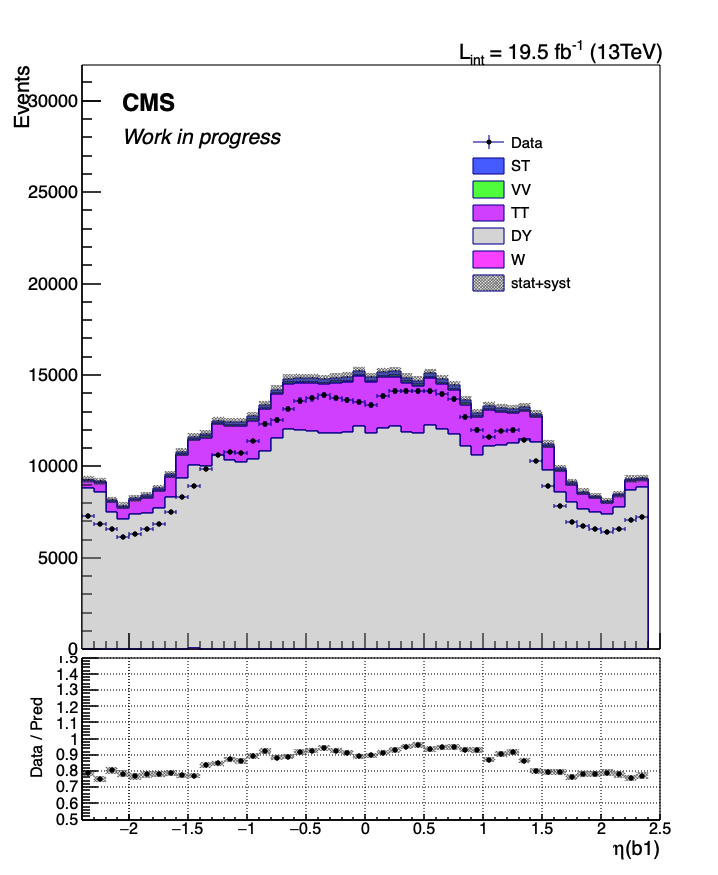 L_int = 19.5 fb^-1 (13TeV)
Events
30000
25000
20000
15000
10000
5000
0
CMS
Work in progress
Data
ST
VV
TT
DY
W
stat+syst
Data / Pred
1.5
1.4
1.3
1.2
1.1
1
0.9
0.8
0.7
0.6
0.5
−2 −1.5 −1 −0.5 0 0.5 1 1.5 2 2.5
η(b1)